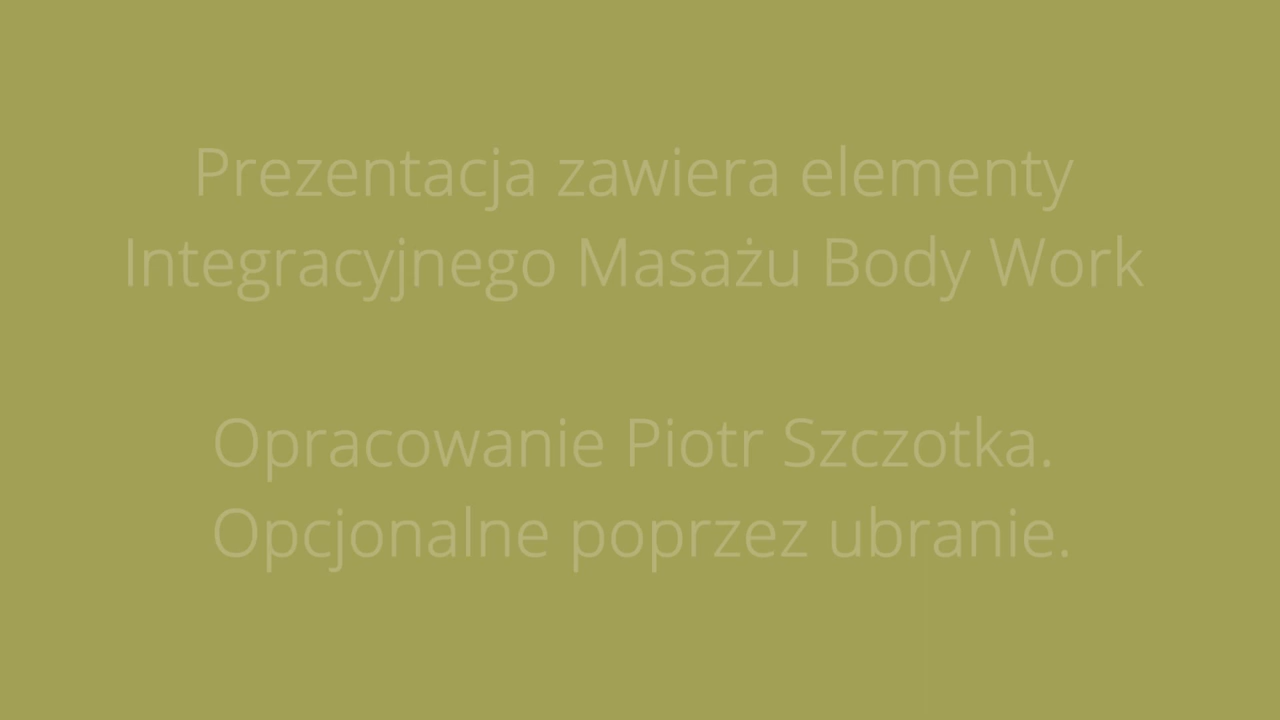 Prezentacja zawiera elementy
Integracyjnego Masażu Body Work
Opracowanie Piotr Szczotka.
Opcjonalne poprzez ubranie.